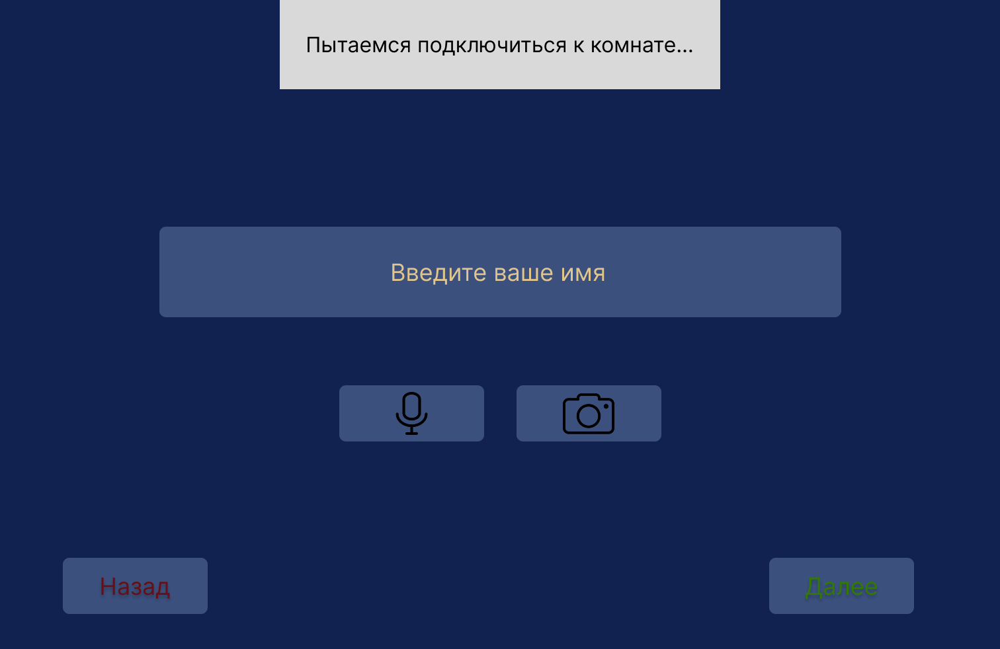 Пытаемся подключиться к комнате...
Введите ваше имя
Назад
Далее